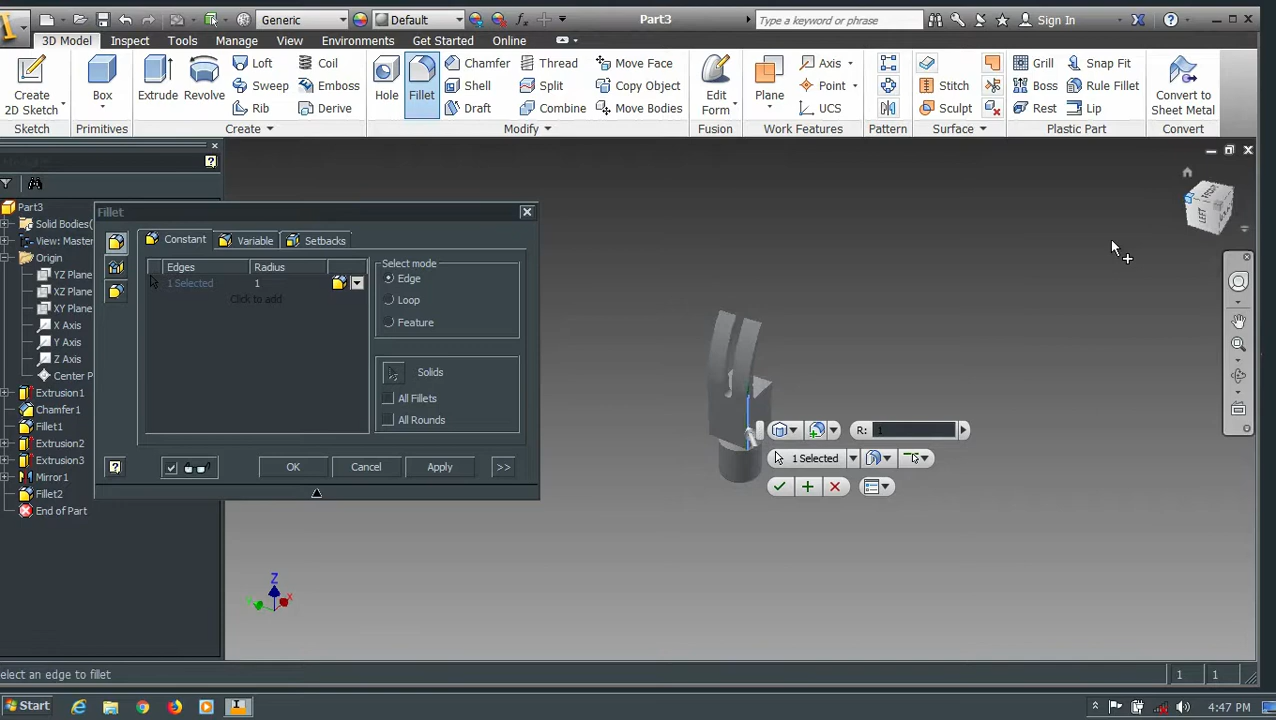 Generic
Default
Part3
Type a keyword or phrase
Sign In
3D Model Inspect Tools Manage View Environments Get Started Online
Create 2D Sketch
Box
Extrude
Revolve
Loft
Sweep
Rib
Coil
Emboss
Derive
Hole
Fillet
Chamfer
Shell
Draft
Thread
Split
Combine
Move Face
Copy Object
Move Bodies
Edit Form
Plane
Axis
Point
UCS
Stitch
Sculpt
Grill
Boss
Rest
Snap Fit
Rule Fillet
Lip
Convert to Sheet Metal
Sketch Primitives Create Modify Fusion Work Features Pattern Surface Plastic Part Convert
Part3
Solid Bodies(
View: Master
Origin
YZ Plane
XZ Plane
XY Plane
X Axis
Y Axis
Z Axis
Center P
Extrusion1
Chamfer1
Fillet1
Extrusion2
Extrusion3
Mirror1
Fillet2
End of Part
Fillet
Constant Variable Setbacks
Edges Radius
1 Selected 1
Click to add
Select mode
Edge
Loop
Feature
Solids
All Fillets
All Rounds
OK Cancel Apply >>
R: 1
1 Selected
Z
X
elect an edge to fillet
1 1
Start
4:47 PM